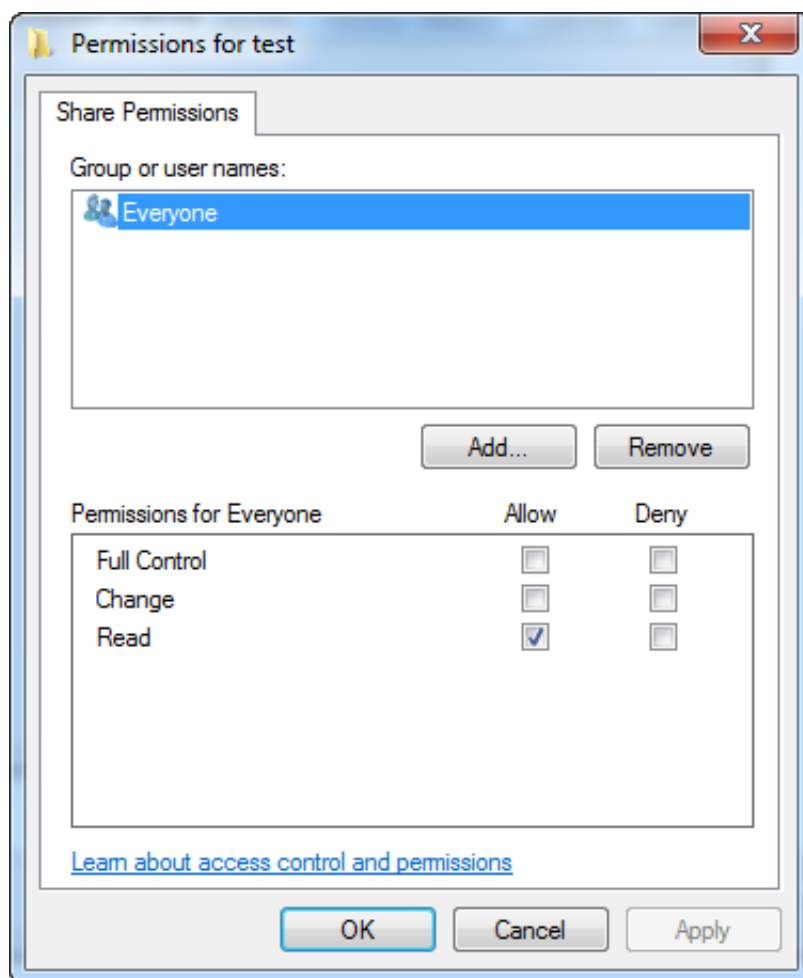 Permissions for test
Share Permissions
Group or user names:
Everyone
Add... Remove
Permissions for Everyone Allow Deny
Full Control
Change
Read
Learn about access control and permissions
OK Cancel Apply